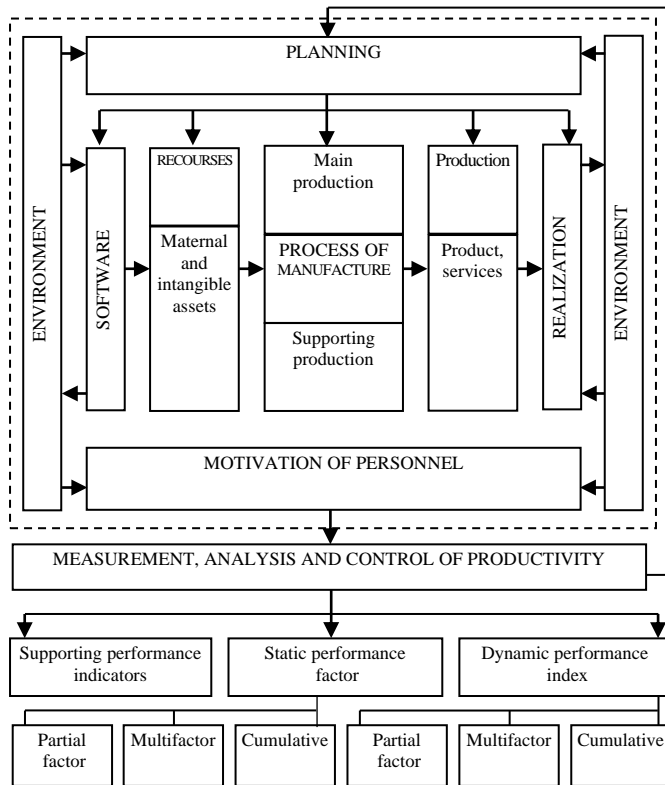 PLANNING
ENVIRONMENT
SOFTWARE
RECOURSES
Maternal
and
intangible
assets
Main
production
PROCESS OF
MANUFACTURE
Supporting
production
Production
Product,
services
REALIZATION
ENVIRONMENT
MOTIVATION OF PERSONNEL
MEASUREMENT, ANALYSIS AND CONTROL OF PRODUCTIVITY
Supporting performance
indicators
Static performance
factor
Dynamic performance
index
Partial
factor
Multifactor
Cumulative
Partial
factor
Multifactor
Cumulative